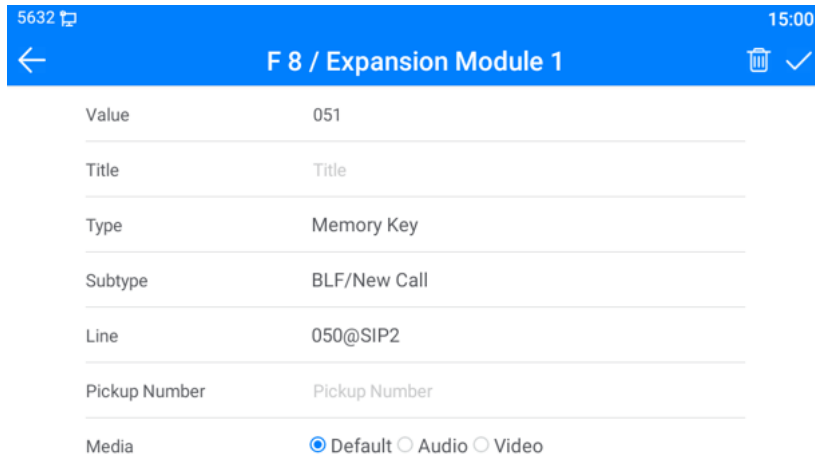 5632 15:00
F 8 / Expansion Module 1
Value 051
Title Title
Type Memory Key
Subtype BLF/New Call
Line 050@SIP2
Pickup Number Pickup Number
Media Default Audio Video